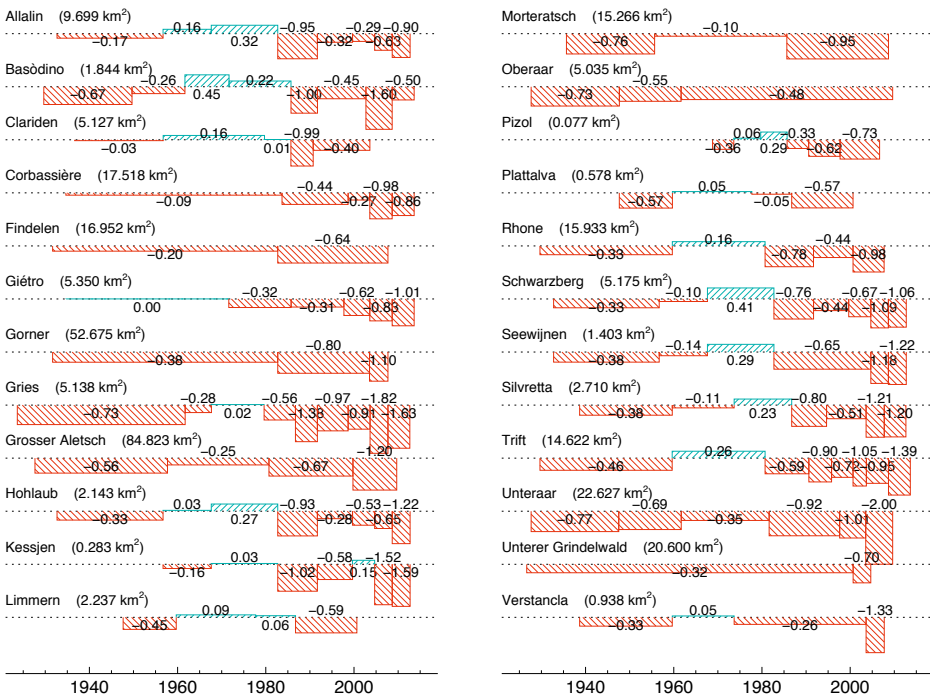 Allalin (9.699 km²)
−0.17 0.16 0.32 −0.95 −0.32 −0.29 −0.63 −0.90
Basòdino (1.844 km²)
−0.67 −0.26 0.45 0.22 −1.00 −0.45 −1.60 −0.50
Clariden (5.127 km²)
−0.03 0.16 0.01 −0.99 −0.40
Corbassière (17.518 km²)
−0.09 −0.44 −0.27 −0.98 −0.86
Findelen (16.952 km²)
−0.20 −0.64
Giétro (5.350 km²)
0.00 −0.32 −0.31 −0.62 −0.83 −1.01
Gorner (52.675 km²)
−0.38 −0.80 −1.10
Gries (5.138 km²)
−0.73 −0.28 0.02 −0.56 −1.38 −0.97 −0.91 −1.82 −1.63
Grosser Aletsch (84.823 km²)
−0.56 −0.25 −0.67 −1.20
Hohlaub (2.143 km²)
−0.33 0.03 0.27 −0.93 −0.28 −0.53 −0.65 −1.22
Kessjen (0.283 km²)
−0.16 0.03 −1.02 −0.58 0.15 −1.52 −1.59
Limmern (2.237 km²)
−0.45 0.09 0.06 −0.59
1940 1960 1980 2000
Morteratsch (15.266 km²)
−0.76 −0.10 −0.95
Oberaar (5.035 km²)
−0.73 −0.55 −0.48
Pizol (0.077 km²)
−0.36 0.06 0.29 −0.33 −0.62 −0.73
Plattalva (0.578 km²)
−0.57 0.05 −0.05 −0.57
Rhone (15.933 km²)
−0.33 0.16 −0.78 −0.44 −0.98
Schwarzberg (5.175 km²)
−0.33 −0.10 0.41 −0.76 −0.44 −0.67 −1.09 −1.06
Seewijnen (1.403 km²)
−0.38 −0.14 0.29 −0.65 −1.18 −1.22
Silvretta (2.710 km²)
−0.38 −0.11 0.23 −0.80 −0.51 −1.21 −1.20
Trift (14.622 km²)
−0.46 0.26 −0.59 −0.90 −0.72 −1.05 −0.95 −1.39
Unteraar (22.627 km²)
−0.77 −0.69 −0.35 −0.92 −1.01 −2.00
Unterer Grindelwald (20.600 km²)
−0.32 −0.70
Verstancla (0.938 km²)
−0.33 0.05 −0.26 −1.33
1940 1960 1980 2000